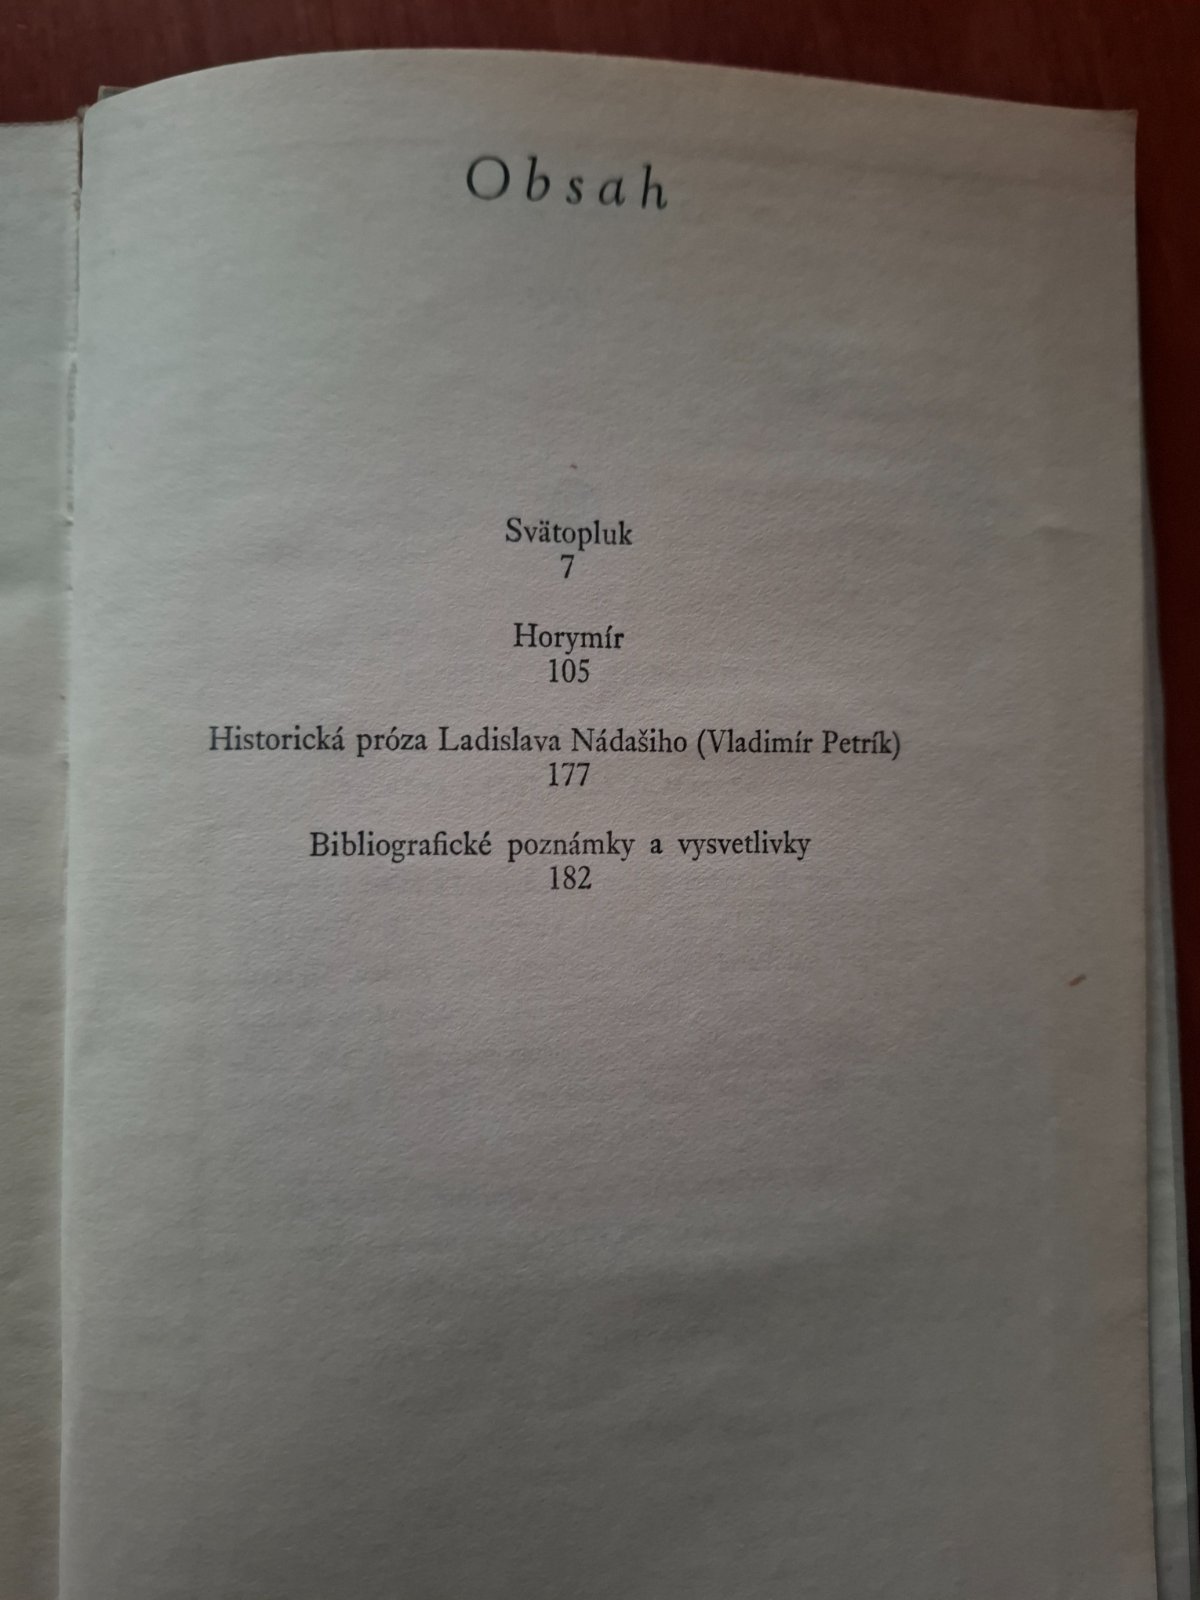 Obsah
Svätopluk
7
Horymír
105
Historická próza Ladislava Nádašiho (Vladimír Petrík)
177
Bibliografické poznámky a vysvetlivky
182